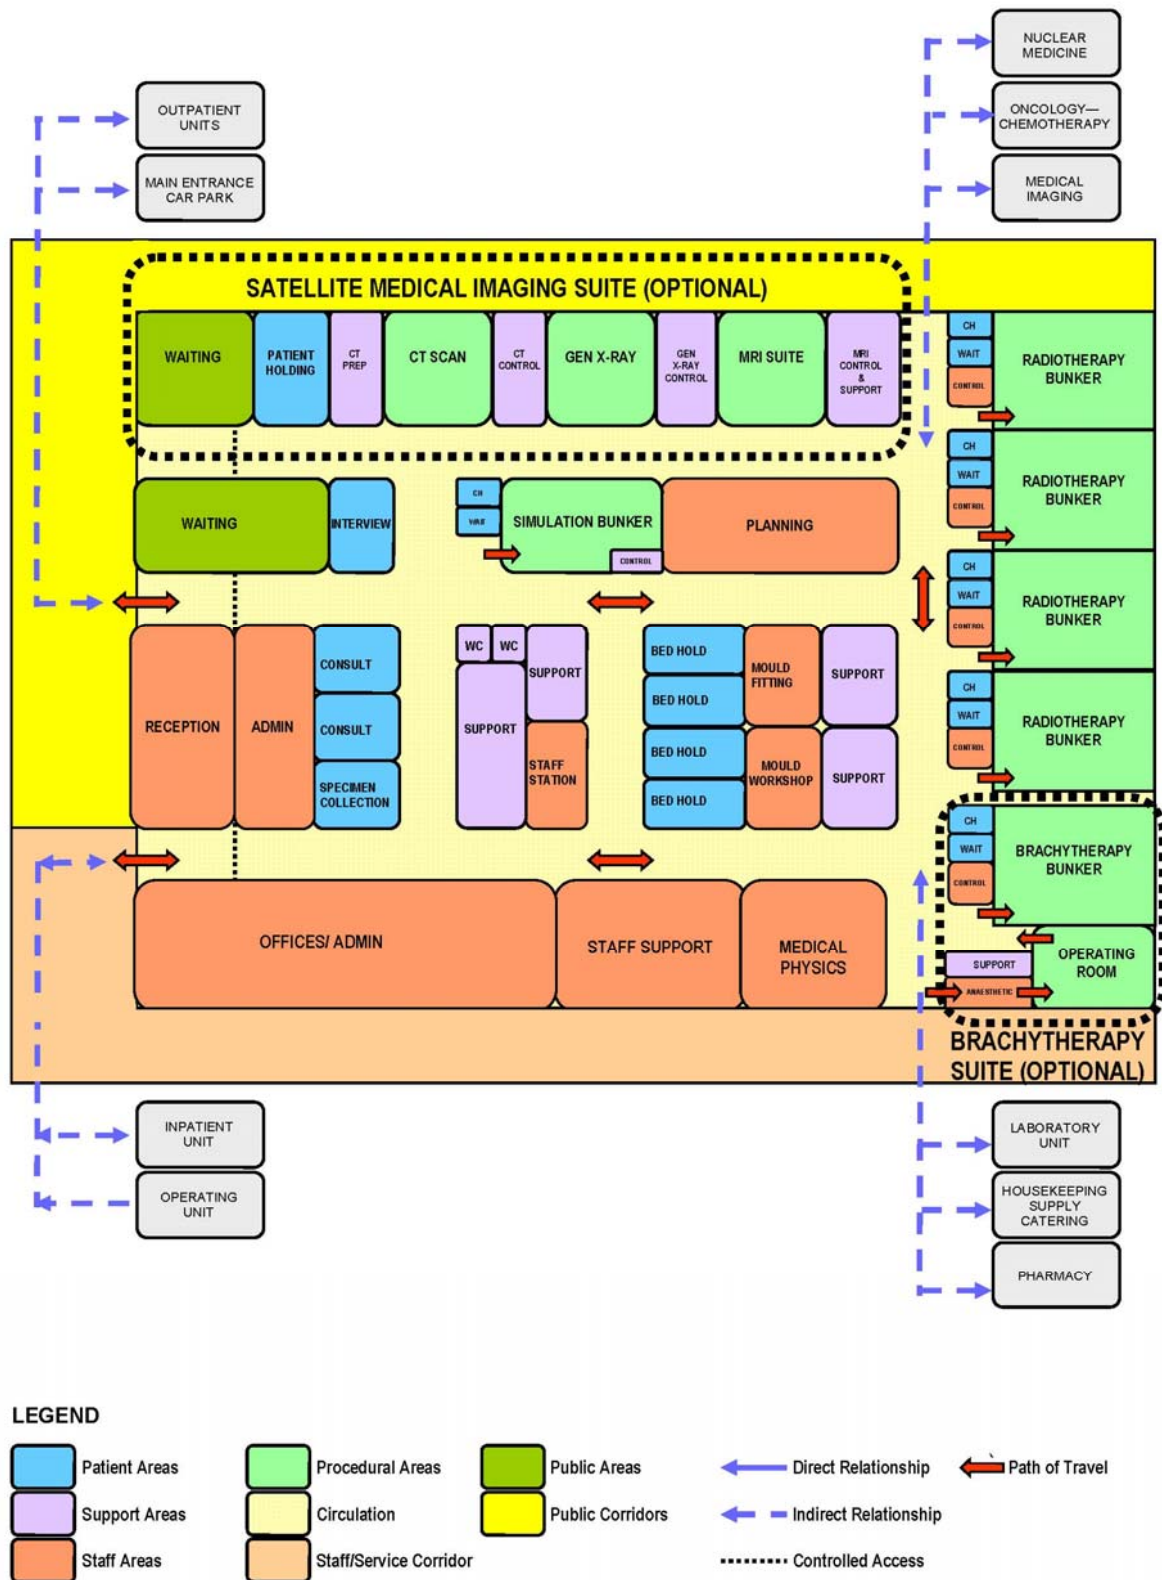 NUCLEAR
MEDICINE
OUTPATIENT
UNITS
ONCOLOGY—
CHEMOTHERAPY
MAIN ENTRANCE
CAR PARK
MEDICAL
IMAGING
SATELLITE MEDICAL IMAGING SUITE (OPTIONAL)
WAITING
PATIENT
HOLDING
CT
PREP
CT SCAN
CT
CONTROL
GEN X-RAY
GEN
X-RAY
CONTROL
MRI SUITE
MRI
CONTROL
&
SUPPORT
CH
WAIT
CONTROL
RADIOTHERAPY
BUNKER
CH
WAIT
CONTROL
RADIOTHERAPY
BUNKER
WAITING
INTERVIEW
CH
WAIT
SIMULATION BUNKER
CONTROL
PLANNING
CH
WAIT
CONTROL
RADIOTHERAPY
BUNKER
RECEPTION
ADMIN
CONSULT
CONSULT
SPECIMEN
COLLECTION
WC
WC
SUPPORT
SUPPORT
STAFF
STATION
BED HOLD
BED HOLD
BED HOLD
BED HOLD
MOULD
FITTING
MOULD
WORKSHOP
SUPPORT
SUPPORT
CH
WAIT
CONTROL
RADIOTHERAPY
BUNKER
CH
WAIT
CONTROL
BRACHYTHERAPY
BUNKER
OFFICES/ ADMIN
STAFF SUPPORT
MEDICAL
PHYSICS
SUPPORT
ANAESTHETIC
OPERATING
ROOM
BRACHYTHERAPY
SUITE (OPTIONAL)
INPATIENT
UNIT
OPERATING
UNIT
LABORATORY
UNIT
HOUSEKEEPING
SUPPLY
CATERING
PHARMACY
LEGEND
Patient Areas
Procedural Areas
Public Areas
Direct Relationship
Path of Travel
Support Areas
Circulation
Public Corridors
Indirect Relationship
Staff Areas
Staff/Service Corridor
Controlled Access